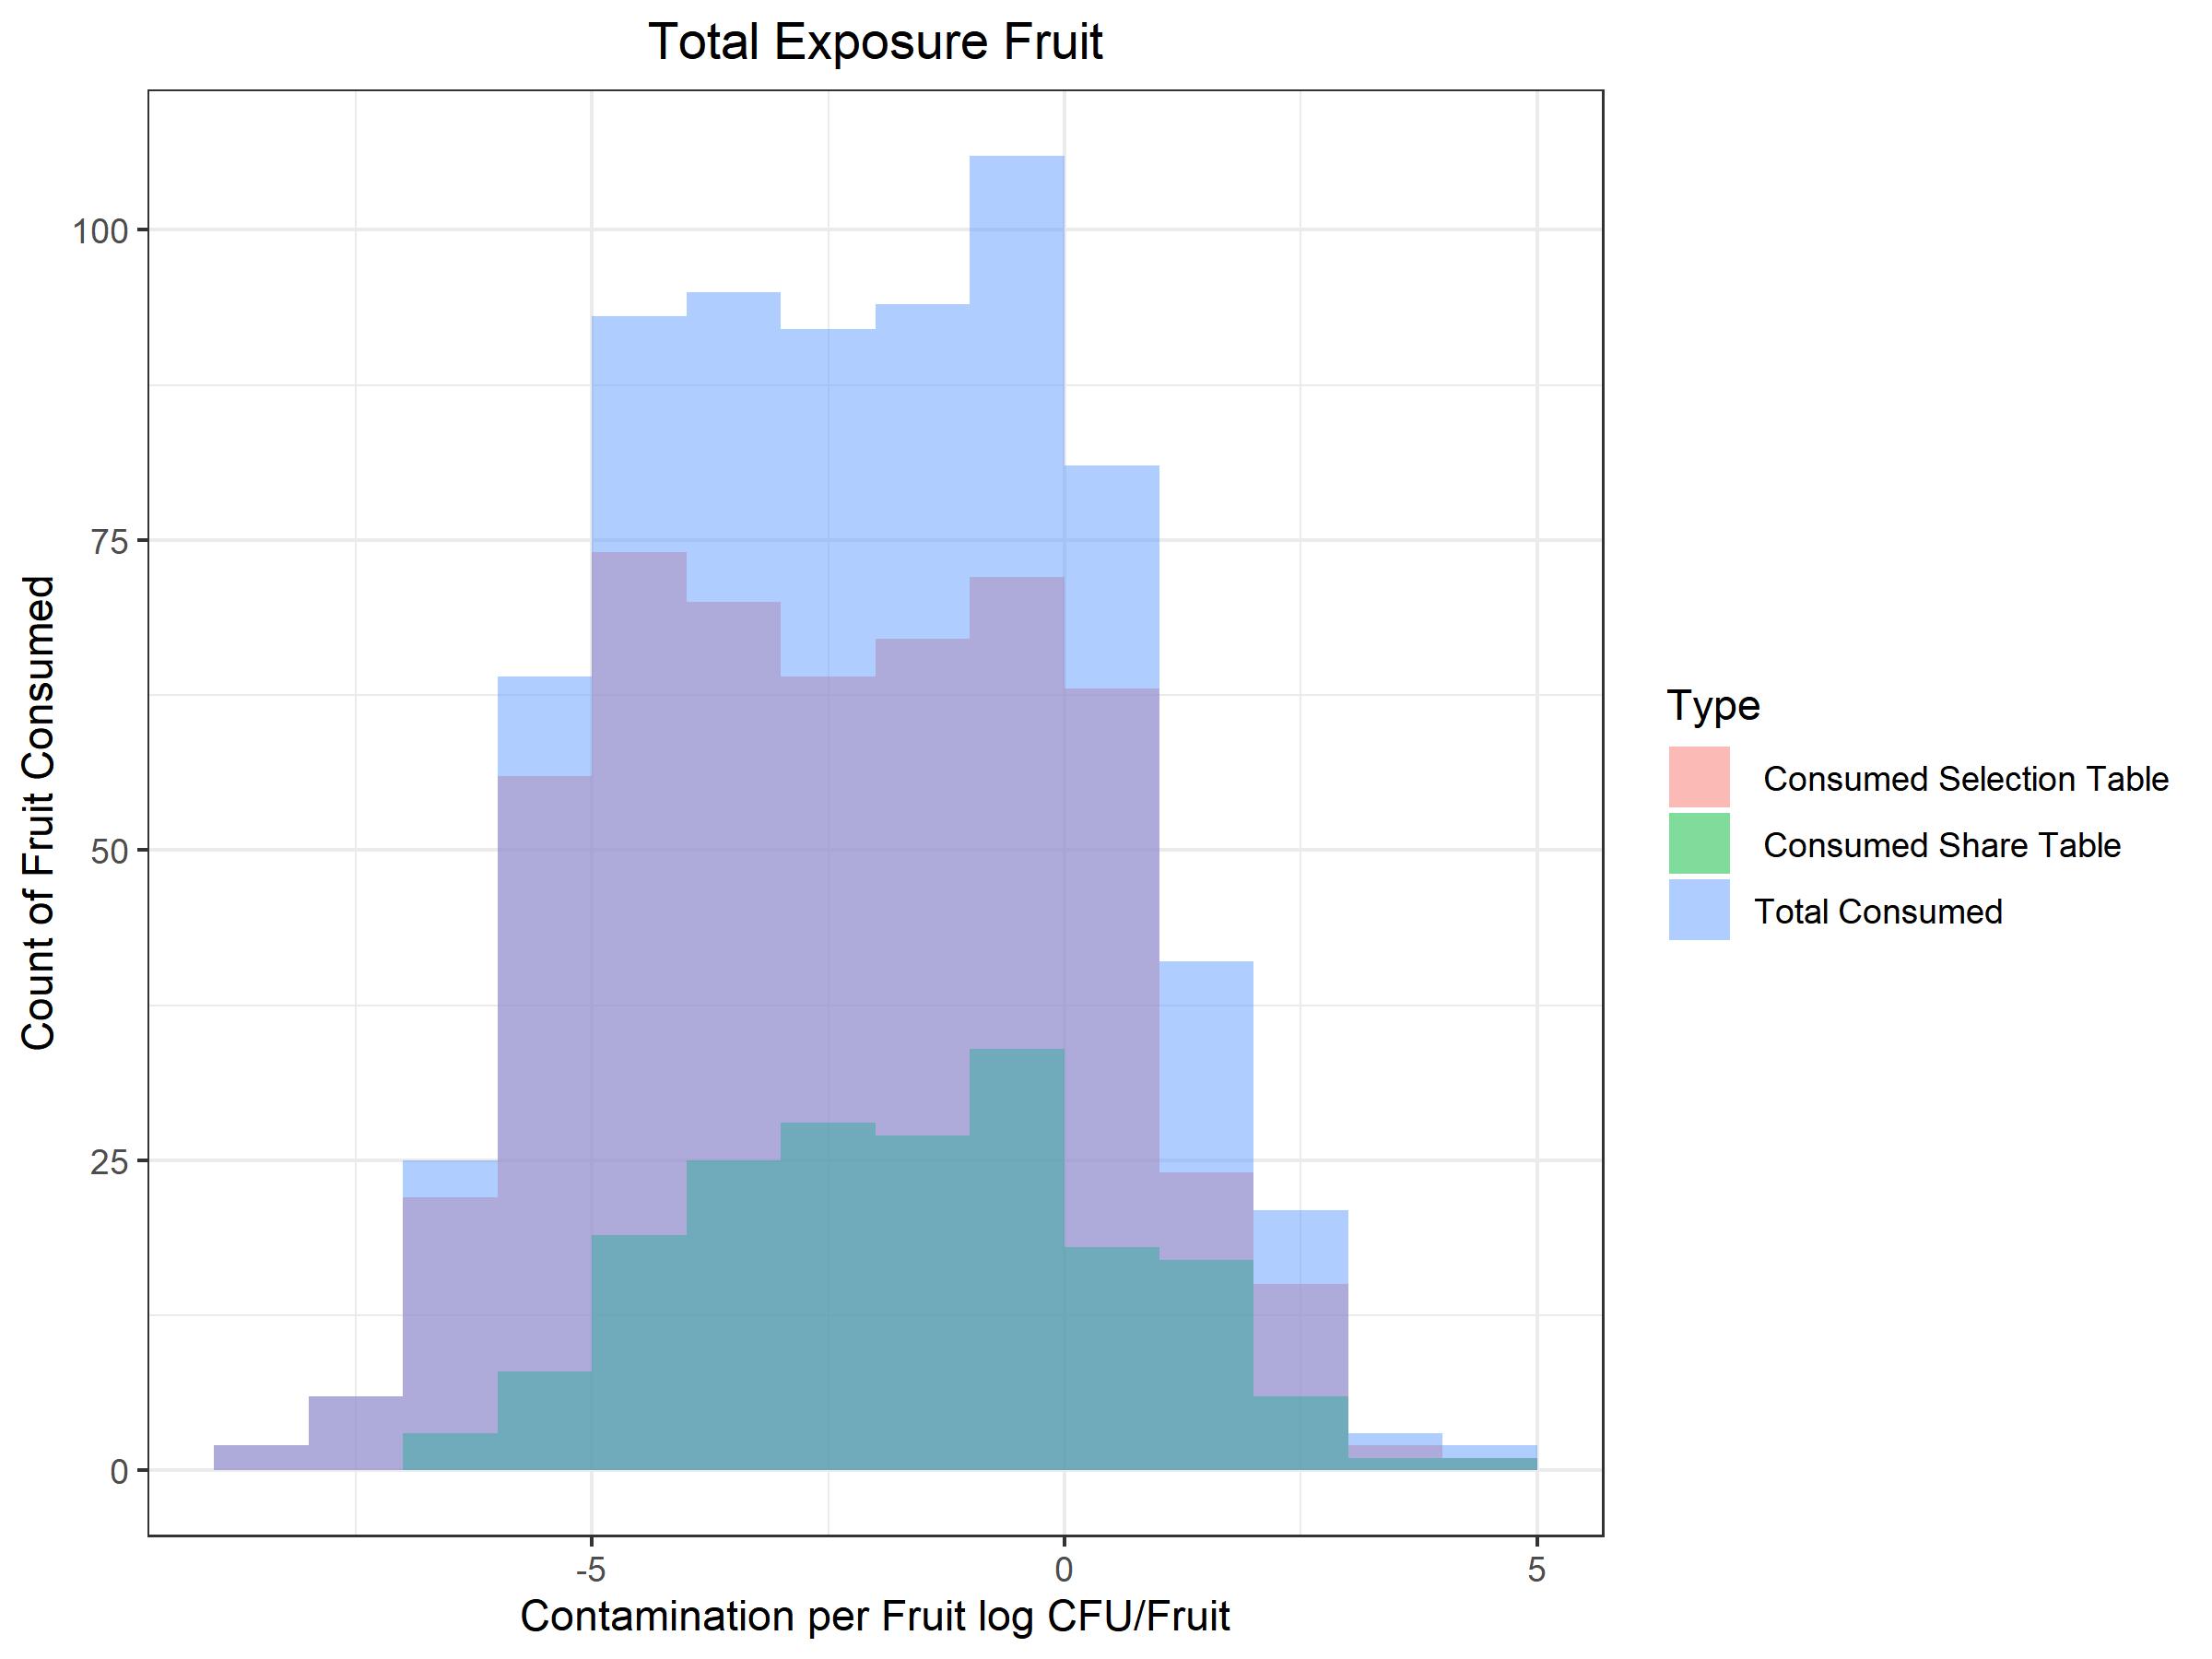 Total Exposure Fruit
Count of Fruit Consumed
100
75
50
25
0
-5
0
5
Contamination per Fruit log CFU/Fruit
Type
Consumed Selection Table
Consumed Share Table
Total Consumed